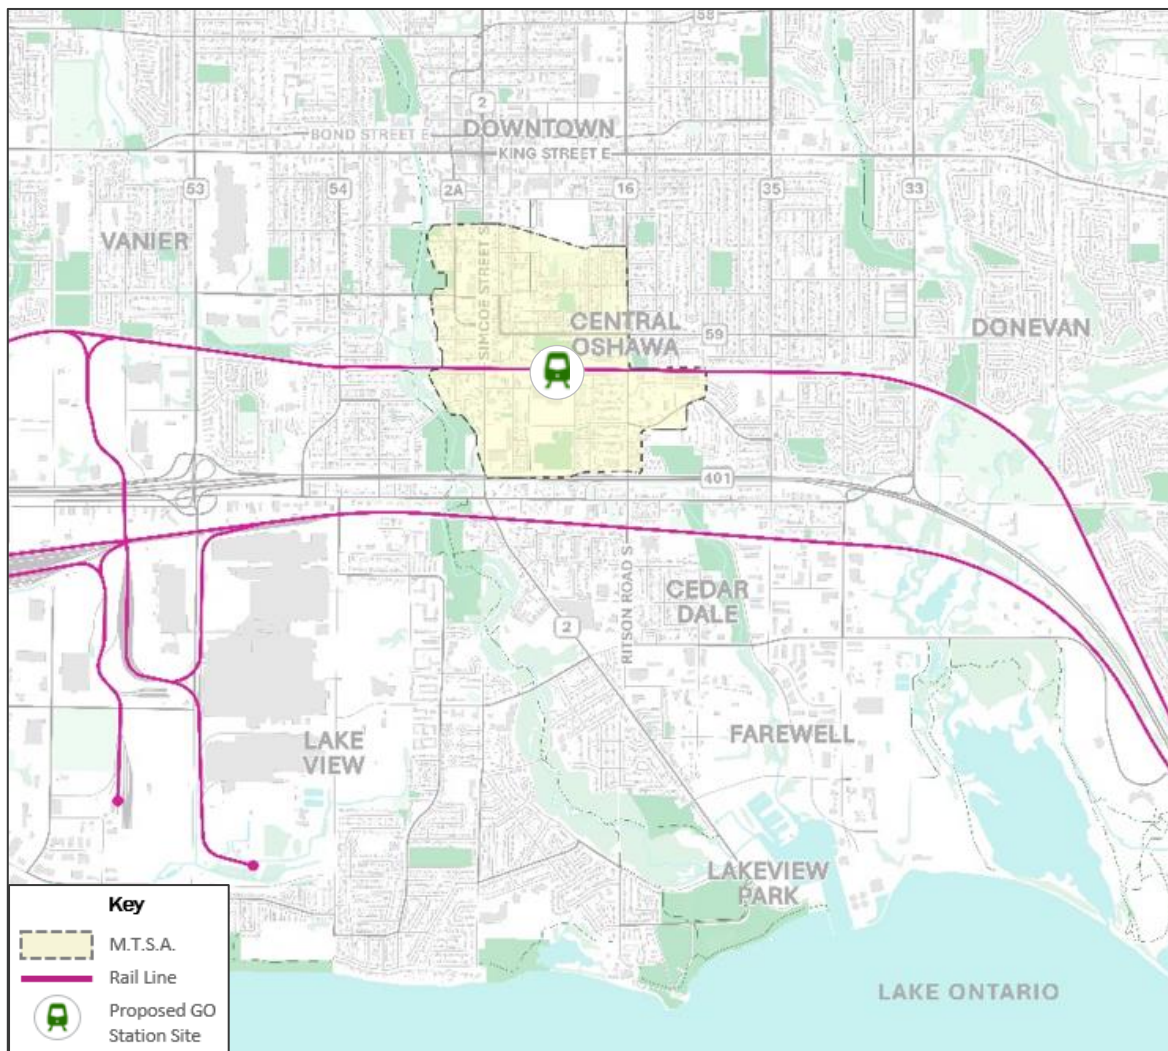 58
2
DOWNTOWN
BOND STREET E
KING STREET E
53
54
2A
16
35
33
VANIER
SIMCOE STREET S
CENTRAL
OSHAWA
59
DONEVAN
401
RITSON ROAD S
CEDAR
DALE
2
LAKE
VIEW
FAREWELL
LAKEVIEW
PARK
LAKE ONTARIO
Key
M.T.S.A.
Rail Line
Proposed GO
Station Site